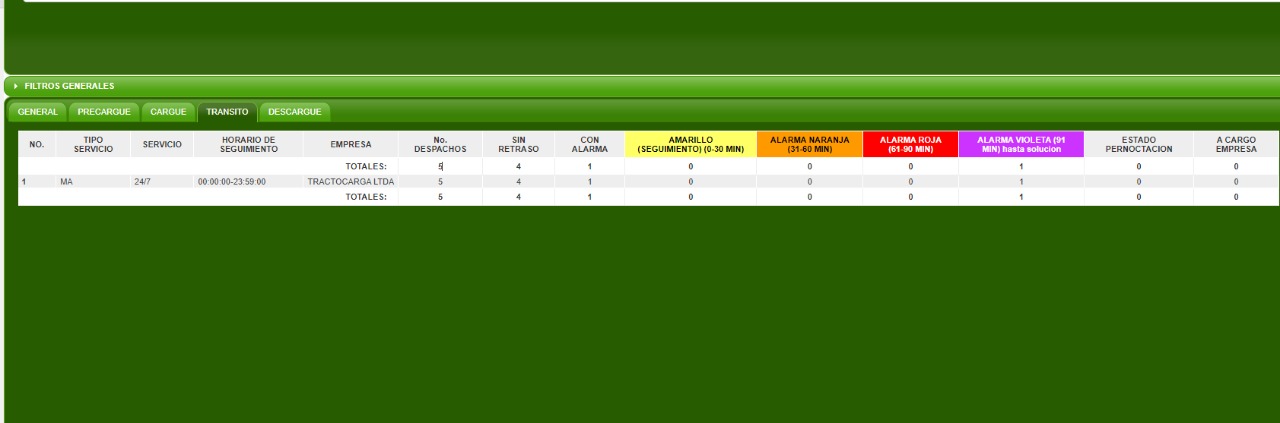 FILTROS GENERALES
GENERAL PRECARGUE CARGUE TRANSITO DESCARGUE
NO. TIPO SERVICIO SERVICIO HORARIO DE SEGUIMIENTO EMPRESA No. DESPACHOS SIN RETRASO CON ALARMA AMARILLO (SEGUIMIENTO) (0-30 MIN) ALARMA NARANJA (31-60 MIN) ALARMA ROJA (61-90 MIN) ALARMA VIOLETA (91 MIN) hasta solucion ESTADO PERNOCTACION A CARGO EMPRESA
TOTALES: 5 4 1 0 0 0 1 0 0
1 MA 24/7 00:00:00-23:59:00 TRACTOCARGA LTDA 5 4 1 0 0 0 1 0 0
TOTALES: 5 4 1 0 0 0 1 0 0